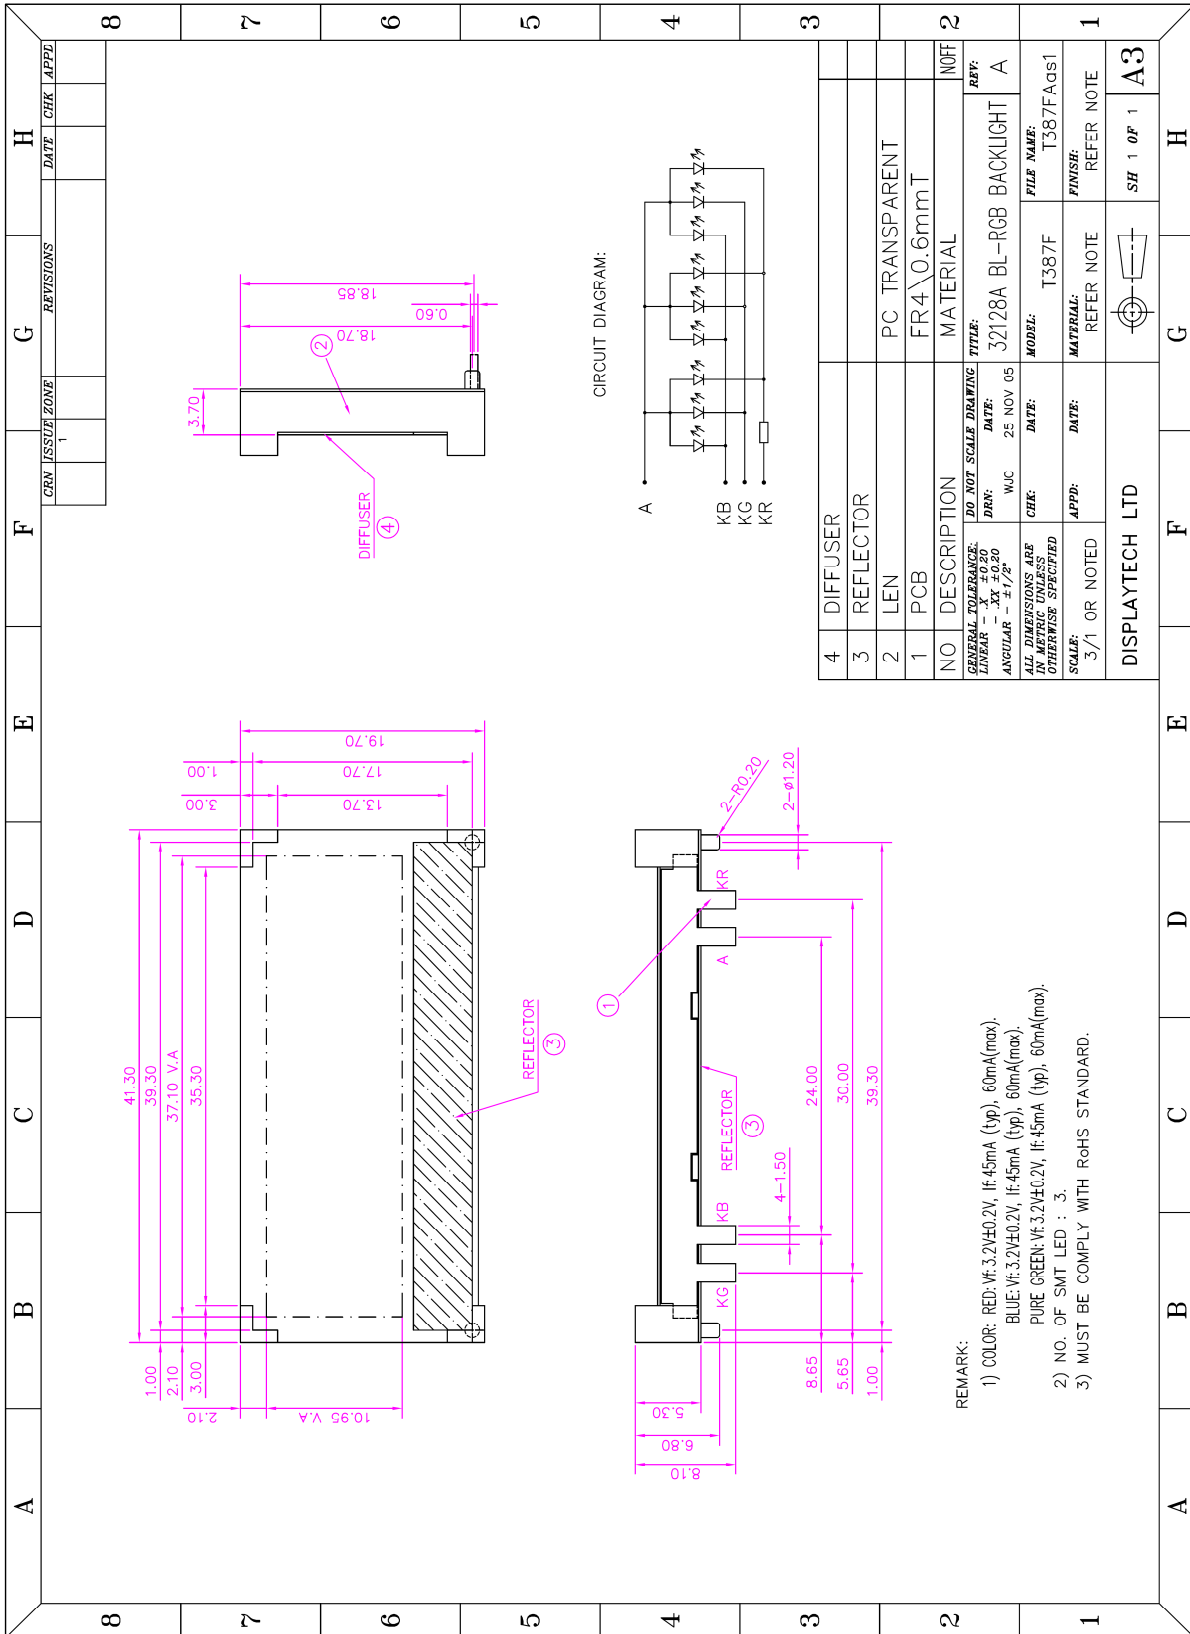 A B C D E F G H
8
7
6
5
4
3
2
1
CRN ISSUE ZONE REVISIONS DATE CHK APPE
1
41.30
39.30
37.10 V.A
35.30
1.00
2.10
3.00
2.10
10.95 V.A
3.00
1.00
13.70
17.70
19.70
REFLECTOR
3
3.70
2
18.70
18.85
0.60
DIFFUSER
4
CIRCUIT DIAGRAM:
A
KB
KG
KR
5.30
6.80
8.10
KG
KB
A
KR
1
REFLECTOR
3
2-R0.20
2-ø1.20
4-1.50
8.65
24.00
5.65
30.00
1.00
39.30
REMARK:
1) COLOR: RED: Vf: 3.2V±0.2V, If: 45mA (typ), 60mA(max).
BLUE: Vf: 3.2V±0.2V, If: 45mA (typ), 60mA(max).
PURE GREEN: Vf: 3.2V±0.2V, If: 45mA (typ), 60mA(max).
2) NO. OF SMT LED : 3.
3) MUST BE COMPLY WITH RoHS STANDARD.
4 DIFFUSER
3 REFLECTOR
2 LEN PC TRANSPARENT
1 PCB FR4\0.6mmT
NO DESCRIPTION MATERIAL NOFF
GENERAL TOLERANCE:
LINEAR - .X ±0.20
- .XX ±0.20
ANGULAR - ±1/2°
DO NOT SCALE DRAWING
DRN: DATE:
WJC 25 NOV 05
TITLE:
32128A BL-RGB BACKLIGHT
REV:
A
ALL DIMENSIONS ARE
IN METRIC UNLESS
OTHERWISE SPECIFIED
CHK: DATE:
MODEL:
T387F
FILE NAME:
T387FAas1
SCALE:
3/1 OR NOTED
APPD: DATE:
MATERIAL:
REFER NOTE
FINISH:
REFER NOTE
DISPLAYTECH LTD
SH 1 OF 1
A3
8
7
6
5
4
3
2
1
A B C D E F G H